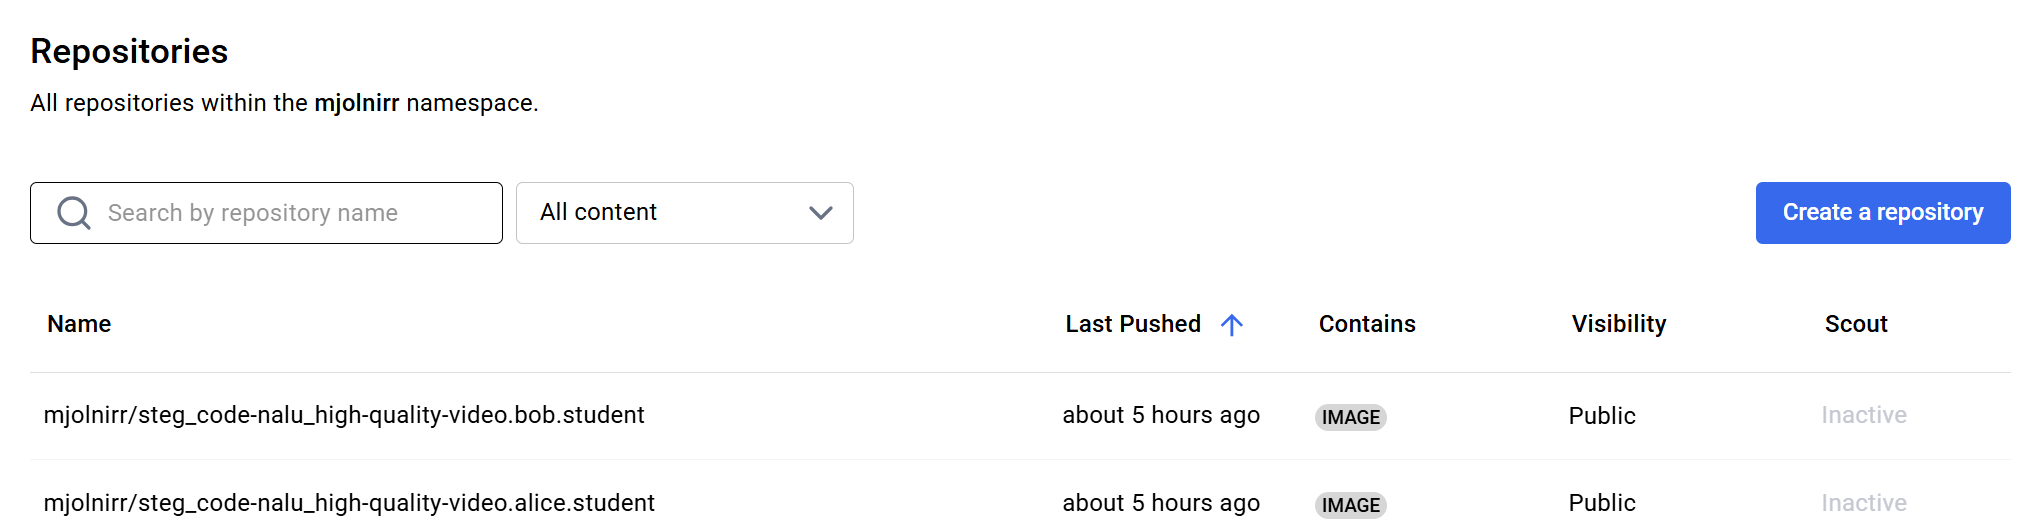 Repositories
All repositories within the mjolnirr namespace.
Search by repository name
All content
Create a repository
Name Last Pushed Contains Visibility Scout
mjolnirr/steg_code-nalu_high-quality-video.bob.student about 5 hours ago IMAGE Public Inactive
mjolnirr/steg_code-nalu_high-quality-video.alice.student about 5 hours ago IMAGE Public Inactive